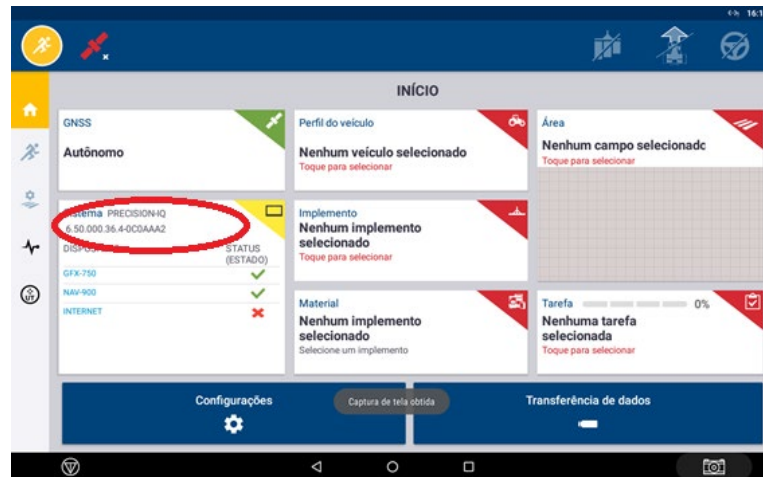 16:1
INÍCIO
GNSS
Autônomo
Perfil do veículo
Nenhum veículo selecionado
Toque para selecionar
Área
Nenhum campo selecionadc
Toque para selecionar
Sistema PRECISION-IQ
6.50.000.36.4-0C0AAA2
STATUS
(ESTADO)
GFX-750
NAV-900
INTERNET
Implemento
Nenhum implemento
selecionado
Toque para selecionar
Material
Nenhum implemento
selecionado
Selecione um implemento
Tarefa 0%
Nenhuma tarefa
selecionada
Toque para selecionar
Configurações
Captura de tela obtida
Transferência de dados
UT